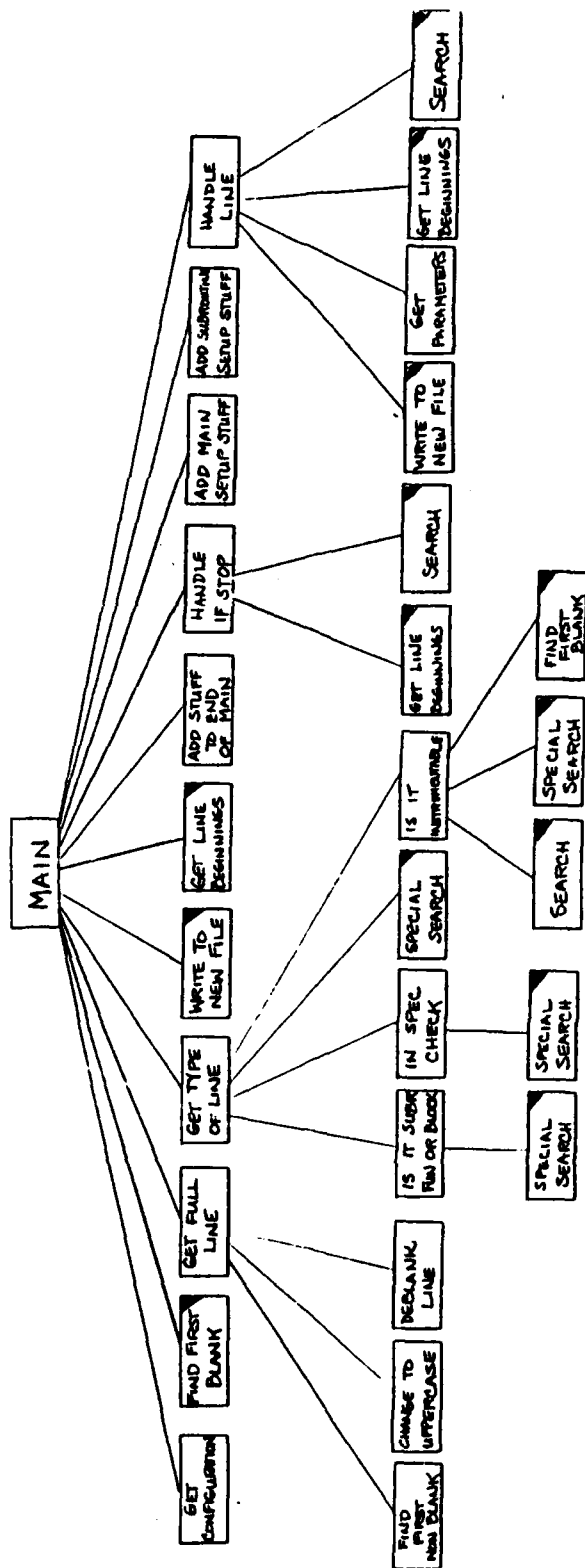 MAIN
GET
CONFIGURATION
FIND FIRST
BLANK
GET FULL
LINE
GET TYPE
OF LINE
WRITE TO
NEW FILE
GET LINE
BEGINNINGS
ADD STUFF
TO END
OF MAIN
HANDLE
IF STOP
ADD MAIN
SETUP STUFF
ADD SUBROUTINE
SETUP STUFF
HANDLE
LINE
FIND
FIRST
NON BLANK
CHANGE TO
UPPERCASE
DEBLANK
LINE
IS IT SUBR
FUN OR BLOCK
IN SPEC
CHECK
SPECIAL
SEARCH
IS IT
INSTRUMENTABLE
GET LINE
BEGINNINGS
SEARCH
WRITE TO
NEW FILE
GET
PARAMETERS
GET LINE
BEGINNINGS
SEARCH
SPECIAL
SEARCH
SPECIAL
SEARCH
SEARCH
SPECIAL
SEARCH
FIND
FIRST
BLANK